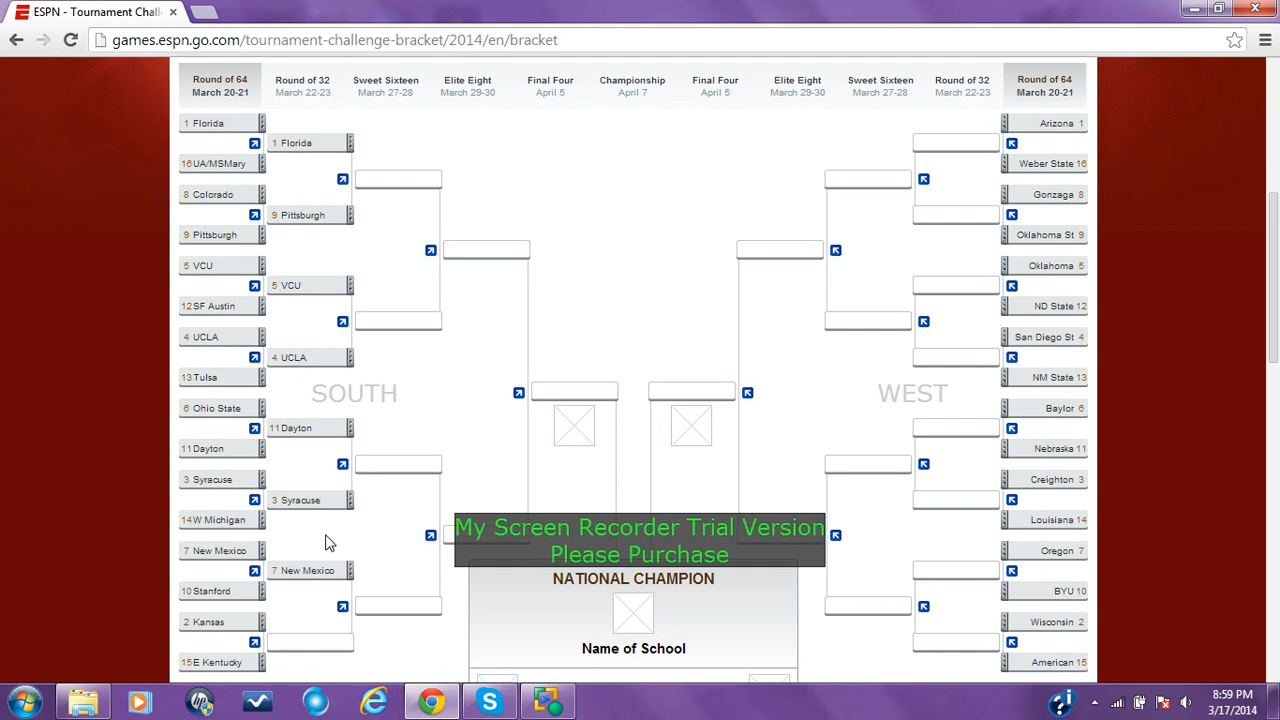 ESPN - Tournament Chall
games.espn.go.com/tournament-challenge-bracket/2014/en/bracket
Round of 64 Round of 32 Sweet Sixteen Elite Eight Final Four Championship Final Four Elite Eight Sweet Sixteen Round of 32 Round of 64
March 20-21 March 22-23 March 27-28 March 29-30 April 5 April 7 April 5 March 29-30 March 27-28 March 22-23 March 20-21
1 Florida Arizona 1
1 Florida
16 UA/MSMary Weber State 16
8 Colorado Gonzaga 8
9 Pittsburgh
9 Pittsburgh Oklahoma St 9
5 VCU Oklahoma 5
5 VCU
12 SF Austin ND State 12
4 UCLA San Diego St 4
4 UCLA
13 Tulsa NM State 13
SOUTH WEST
6 Ohio State Baylor 6
11 Dayton
11 Dayton Nebraska 11
3 Syracuse Creighton 3
3 Syracuse
14 W Michigan Louisiana 14
My Screen Recorder Trial Version
Please Purchase
7 New Mexico Oregon 7
7 New Mexico
NATIONAL CHAMPION
10 Stanford BYU 10
2 Kansas Wisconsin 2
Name of School
15 E Kentucky American 15
8:59 PM
3/17/2014